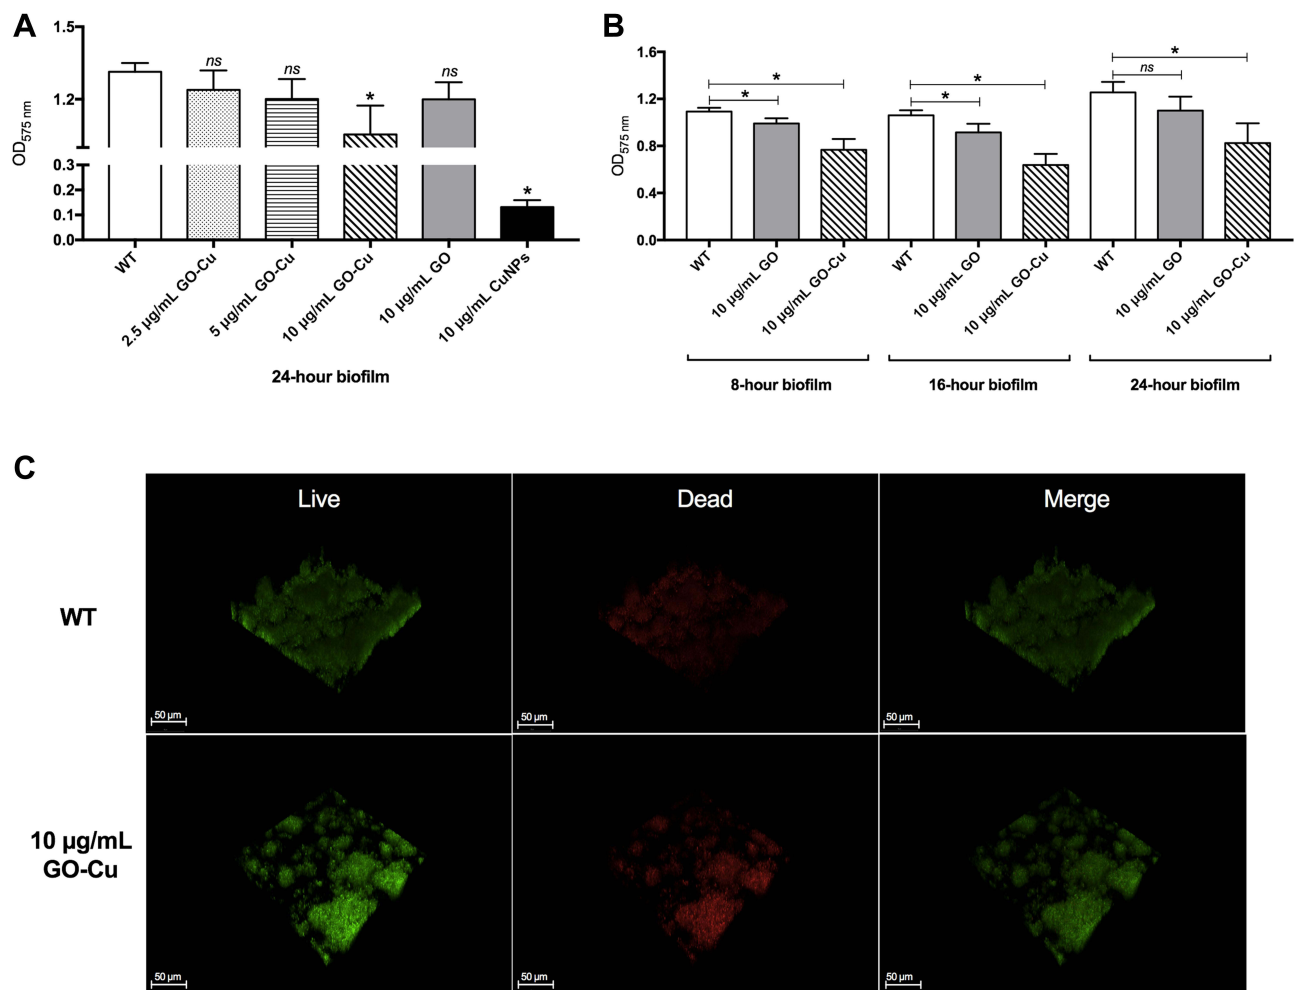 A
1.5
1.2
0.3
0.2
0.1
0.0
OD575 nm
ns
ns
*
ns
*
WT
2.5 µg/mL GO-Cu
5 µg/mL GO-Cu
10 µg/mL GO-Cu
10 µg/mL GO
10 µg/mL CuNPs
24-hour biofilm
B
1.6
1.2
0.8
0.4
0.0
OD575 nm
*
*
*
*
*
ns
WT
10 µg/mL GO
10 µg/mL GO-Cu
WT
10 µg/mL GO
10 µg/mL GO-Cu
WT
10 µg/mL GO
10 µg/mL GO-Cu
8-hour biofilm
16-hour biofilm
24-hour biofilm
C
Live
Dead
Merge
WT
50 µm
50 µm
50 µm
10 µg/mL
GO-Cu
50 µm
50 µm
50 µm